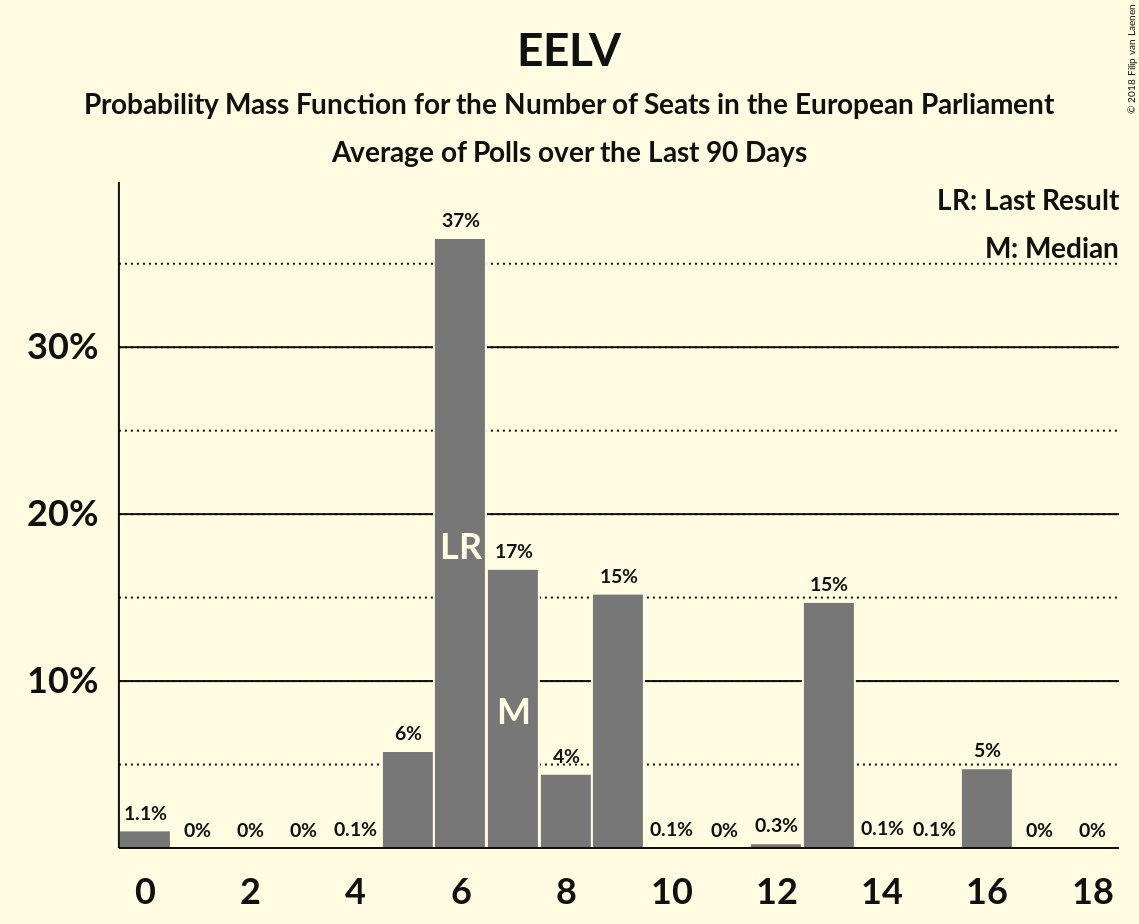 EELV
Probability Mass Function for the Number of Seats in the European Parliament
Average of Polls over the Last 90 Days
© 2018 Filip van Laenen
LR: Last Result
M: Median
37%
30%
20%
LR
17%
15%
15%
10%
M
6%
4%
5%
1.1%
0%
0%
0%
0.1%
0.1%
0%
0.3%
0.1%
0.1%
0%
0%
0 2 4 6 8 10 12 14 16 18